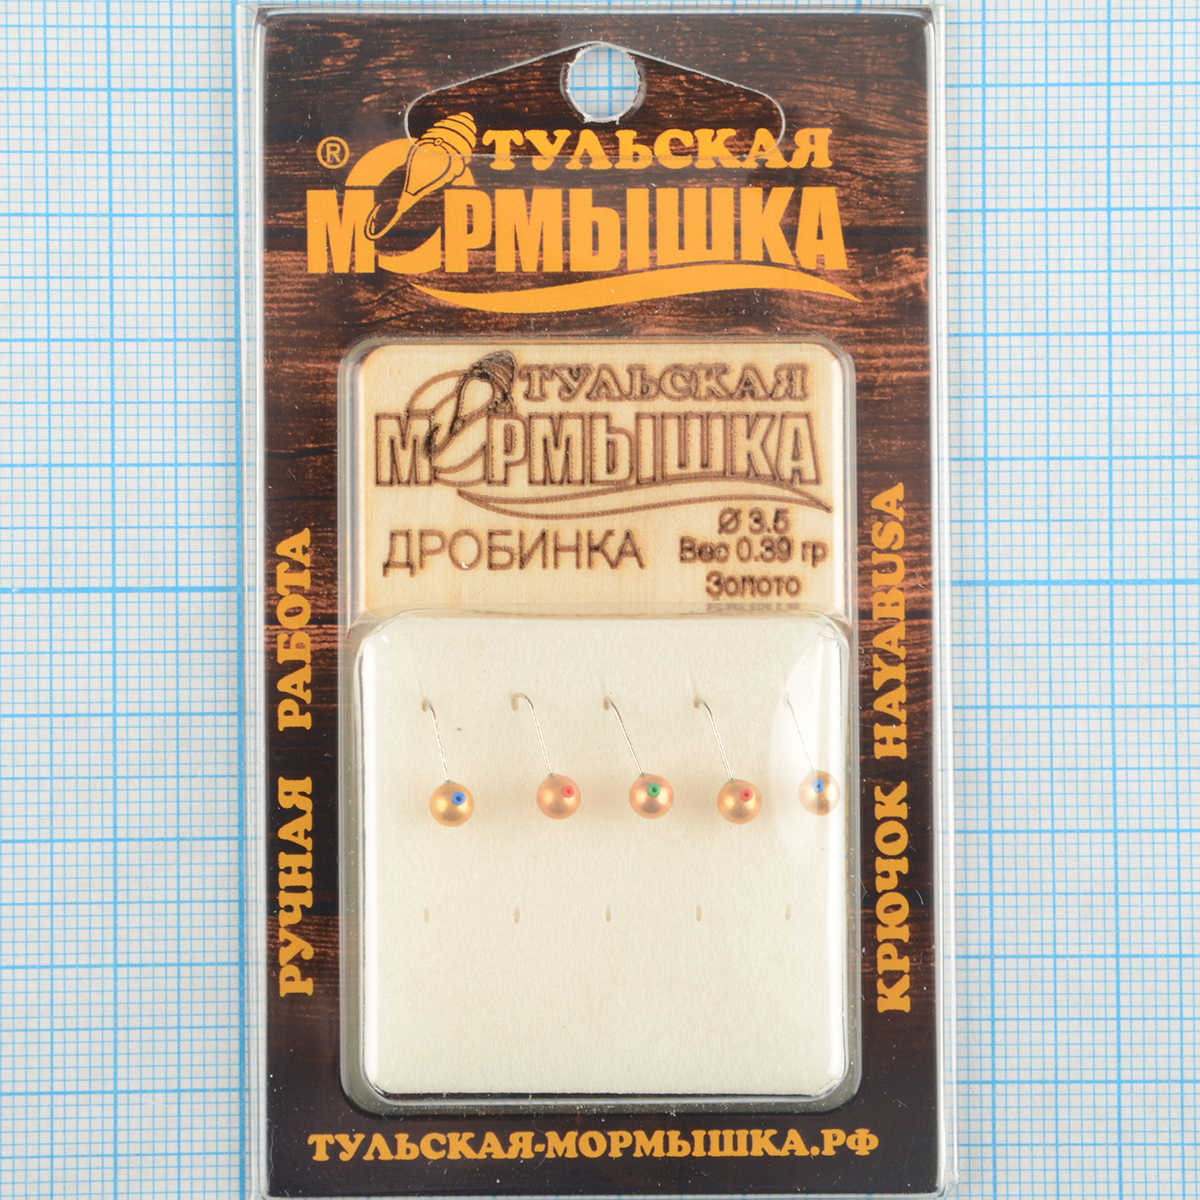 ТУЛЬСКАЯ
® МОРМЫШКА
ТУЛЬСКАЯ
МОРМЫШКА
ДРОБИНКА
Ø 3.5
Вес 0.39 гр
Золото
РУЧНАЯ РАБОТА
КРЮЧОК HAYABUSA
ТУЛЬСКАЯ-МОРМЫШКА.РФ